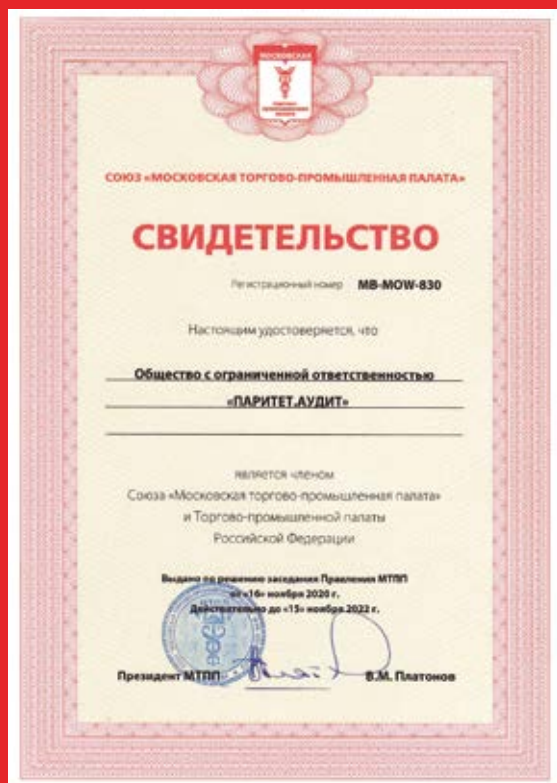 МОСКОВСКАЯ
СОЮЗ «МОСКОВСКАЯ ТОРГОВО-ПРОМЫШЛЕННАЯ ПАЛАТА»
СВИДЕТЕЛЬСТВО
Регистрационный номер MB-MOW-830
Настоящим удостоверяется, что
Общество с ограниченной ответственностью
«ПАРИТЕТ.АУДИТ»
является членом
Союза «Московская торгово-промышленная палата»
и Торгово-промышленной палаты
Российской Федерации
Выдано по решению заседания Правления МТПП
от «16» ноября 2020 г.
Действительно до «15» ноября 2022 г.
Президент МТПП В.М. Платонов